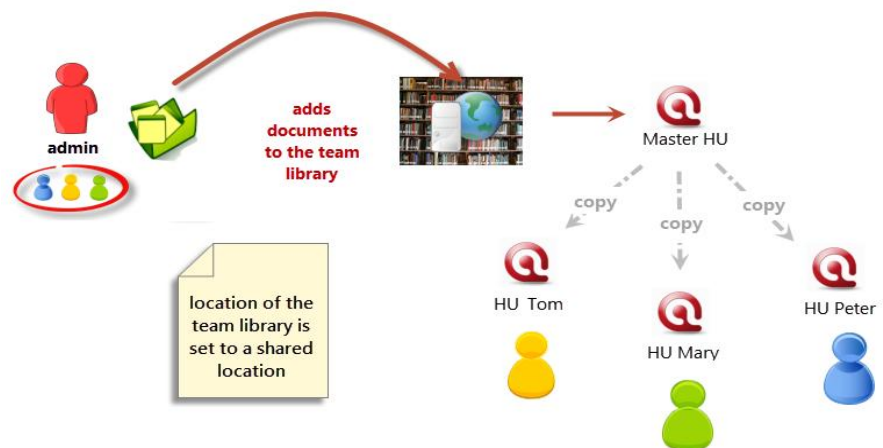 adds
documents
to the team
library
admin
Master HU
copy
copy
copy
HU Tom
HU Mary
HU Peter
location of the
team library is
set to a shared
location